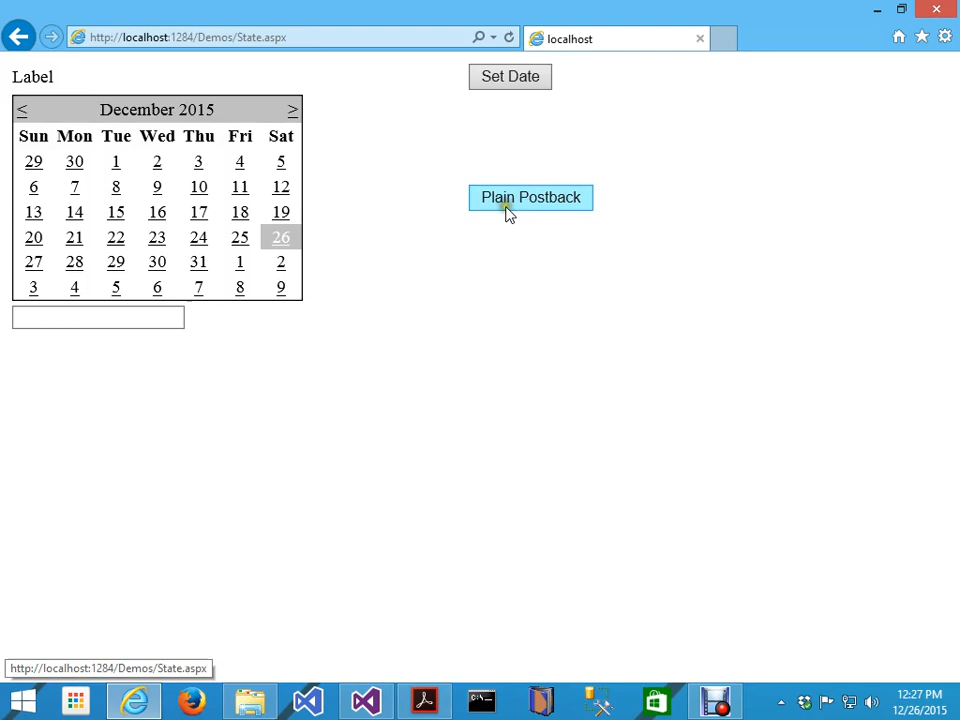 http://localhost:1284/Demos/State.aspx
localhost
Label
Set Date
< December 2015 >
Sun Mon Tue Wed Thu Fri Sat
29 30 1 2 3 4 5
6 7 8 9 10 11 12
13 14 15 16 17 18 19
20 21 22 23 24 25 26
27 28 29 30 31 1 2
3 4 5 6 7 8 9
Plain Postback
http://localhost:1284/Demos/State.aspx
12:27 PM
12/26/2015